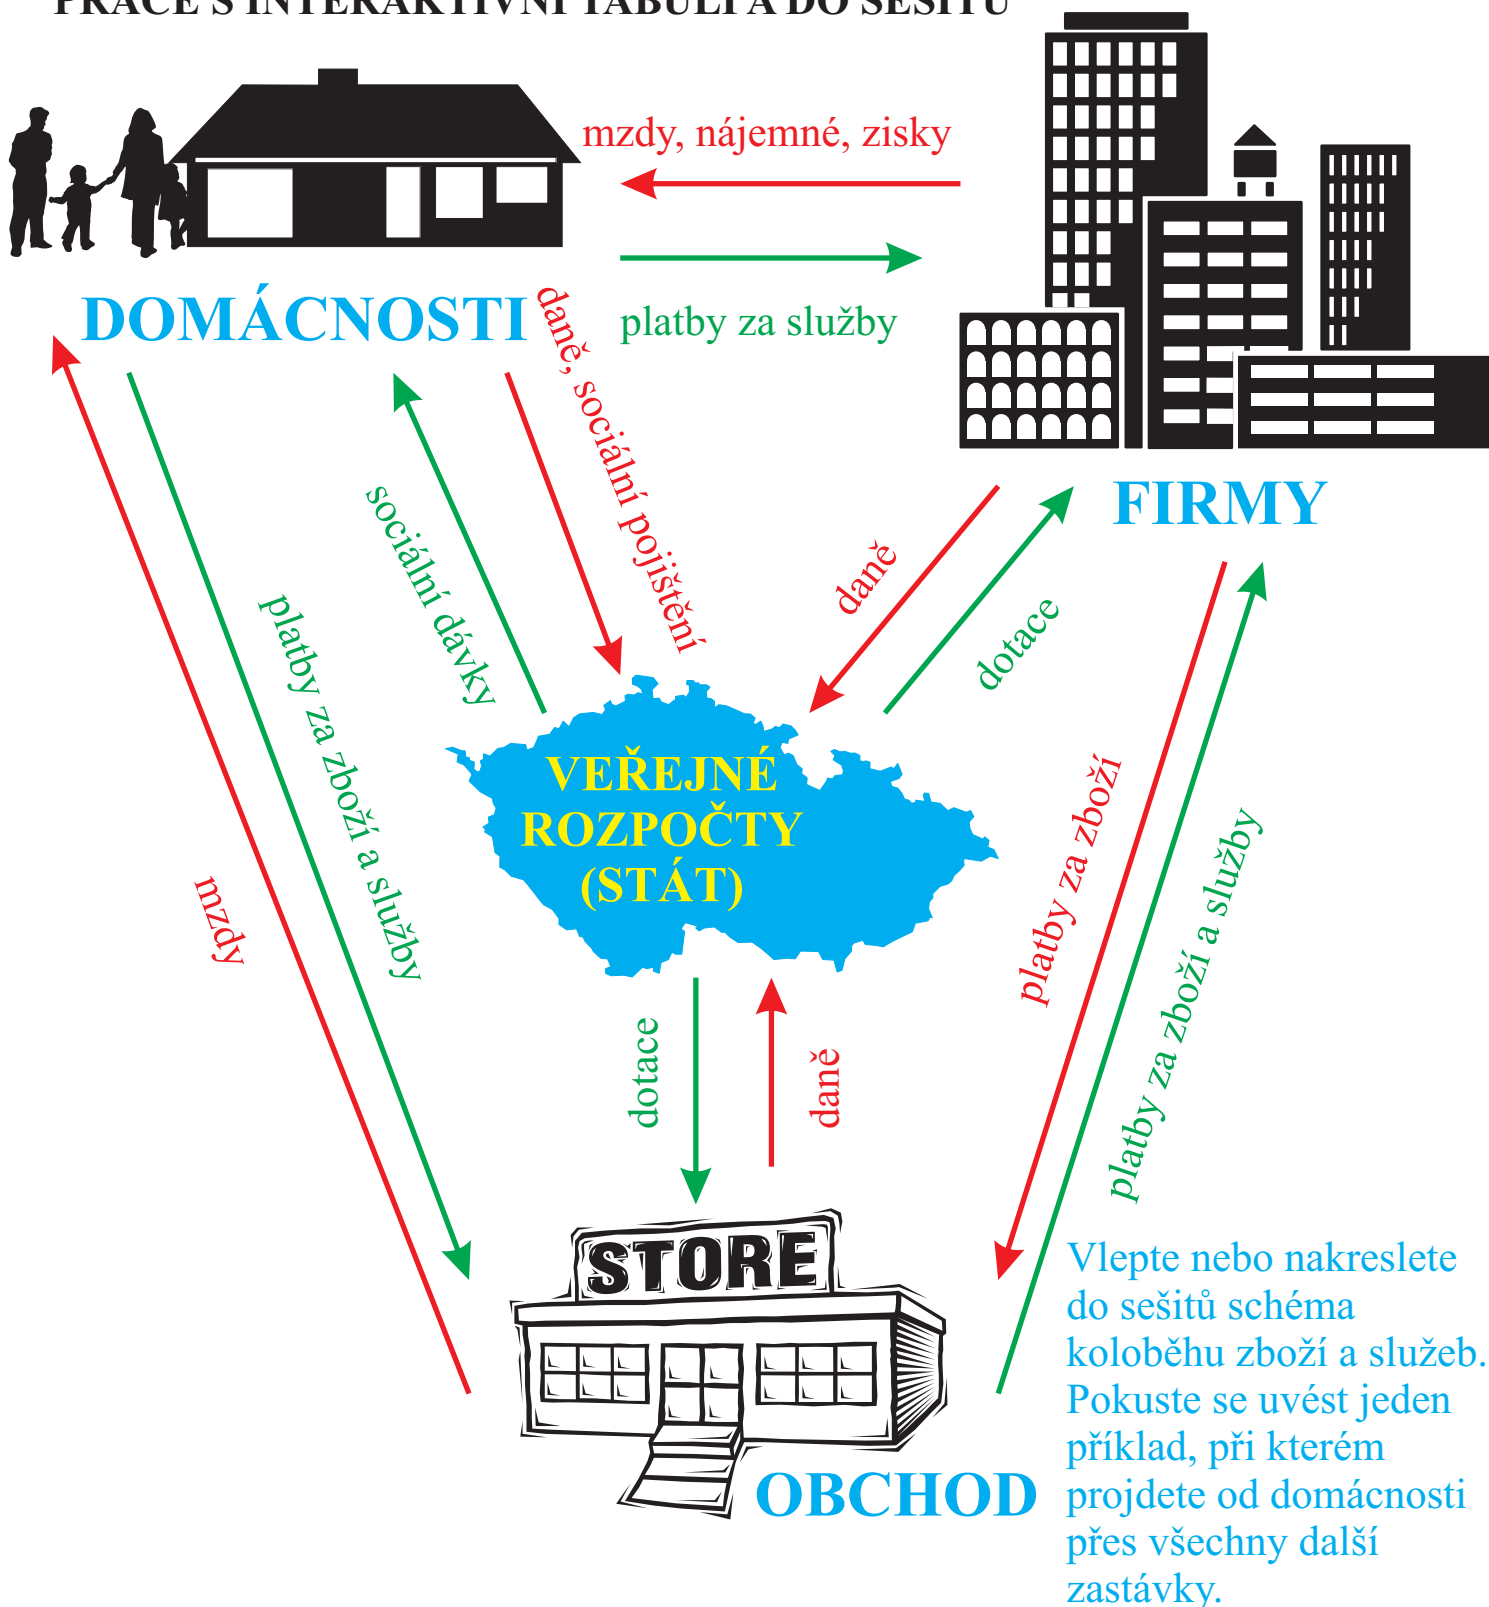 PRÁCE S INTERAKTIVNÍ TABULÍ A DO SEŠITU
mzdy, nájemné, zisky
platby za služby
DOMÁCNOSTI
daně, sociální pojištění
sociální dávky
FIRMY
daně
dotace
platby za zboží a služby
mzdy
VEŘEJNÉ
ROZPOČTY
(STÁT)
platby za zboží
platby za zboží a služby
dotace
daně
STORE
OBCHOD
Vlepte nebo nakreslete
do sešitů schéma
koloběhu zboží a služeb.
Pokuste se uvést jeden
příklad, při kterém
projdete od domácnosti
přes všechny další
zastávky.